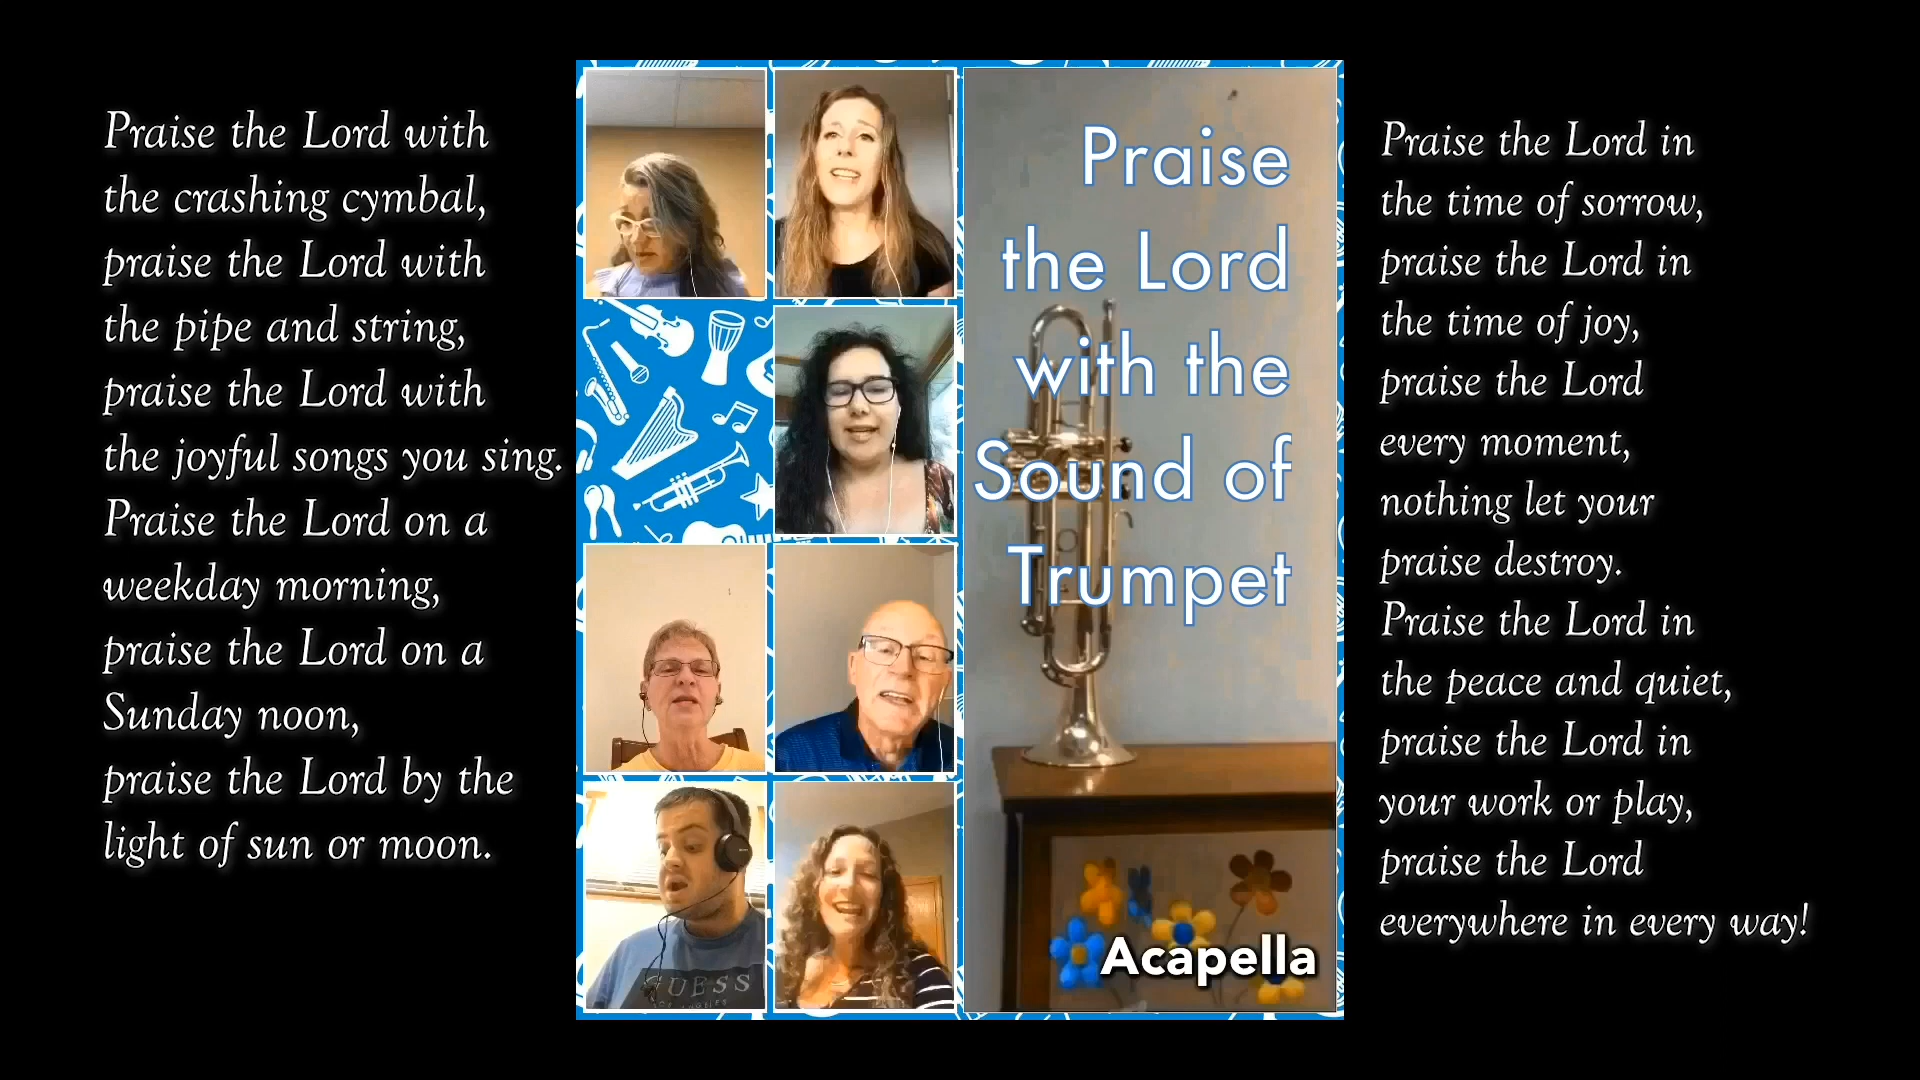 Praise the Lord with
the crashing cymbal,
praise the Lord with
the pipe and string,
praise the Lord with
the joyful songs you sing.
Praise the Lord on a
weekday morning,
praise the Lord on a
Sunday noon,
praise the Lord by the
light of sun or moon.
Praise
the Lord
with the
Sound of
Trumpet
Acapella
GUESS
LOS ANGELES
Praise the Lord in
the time of sorrow,
praise the Lord in
the time of joy,
praise the Lord
every moment,
nothing let your
praise destroy.
Praise the Lord in
the peace and quiet,
praise the Lord in
your work or play,
praise the Lord
everywhere in every way!